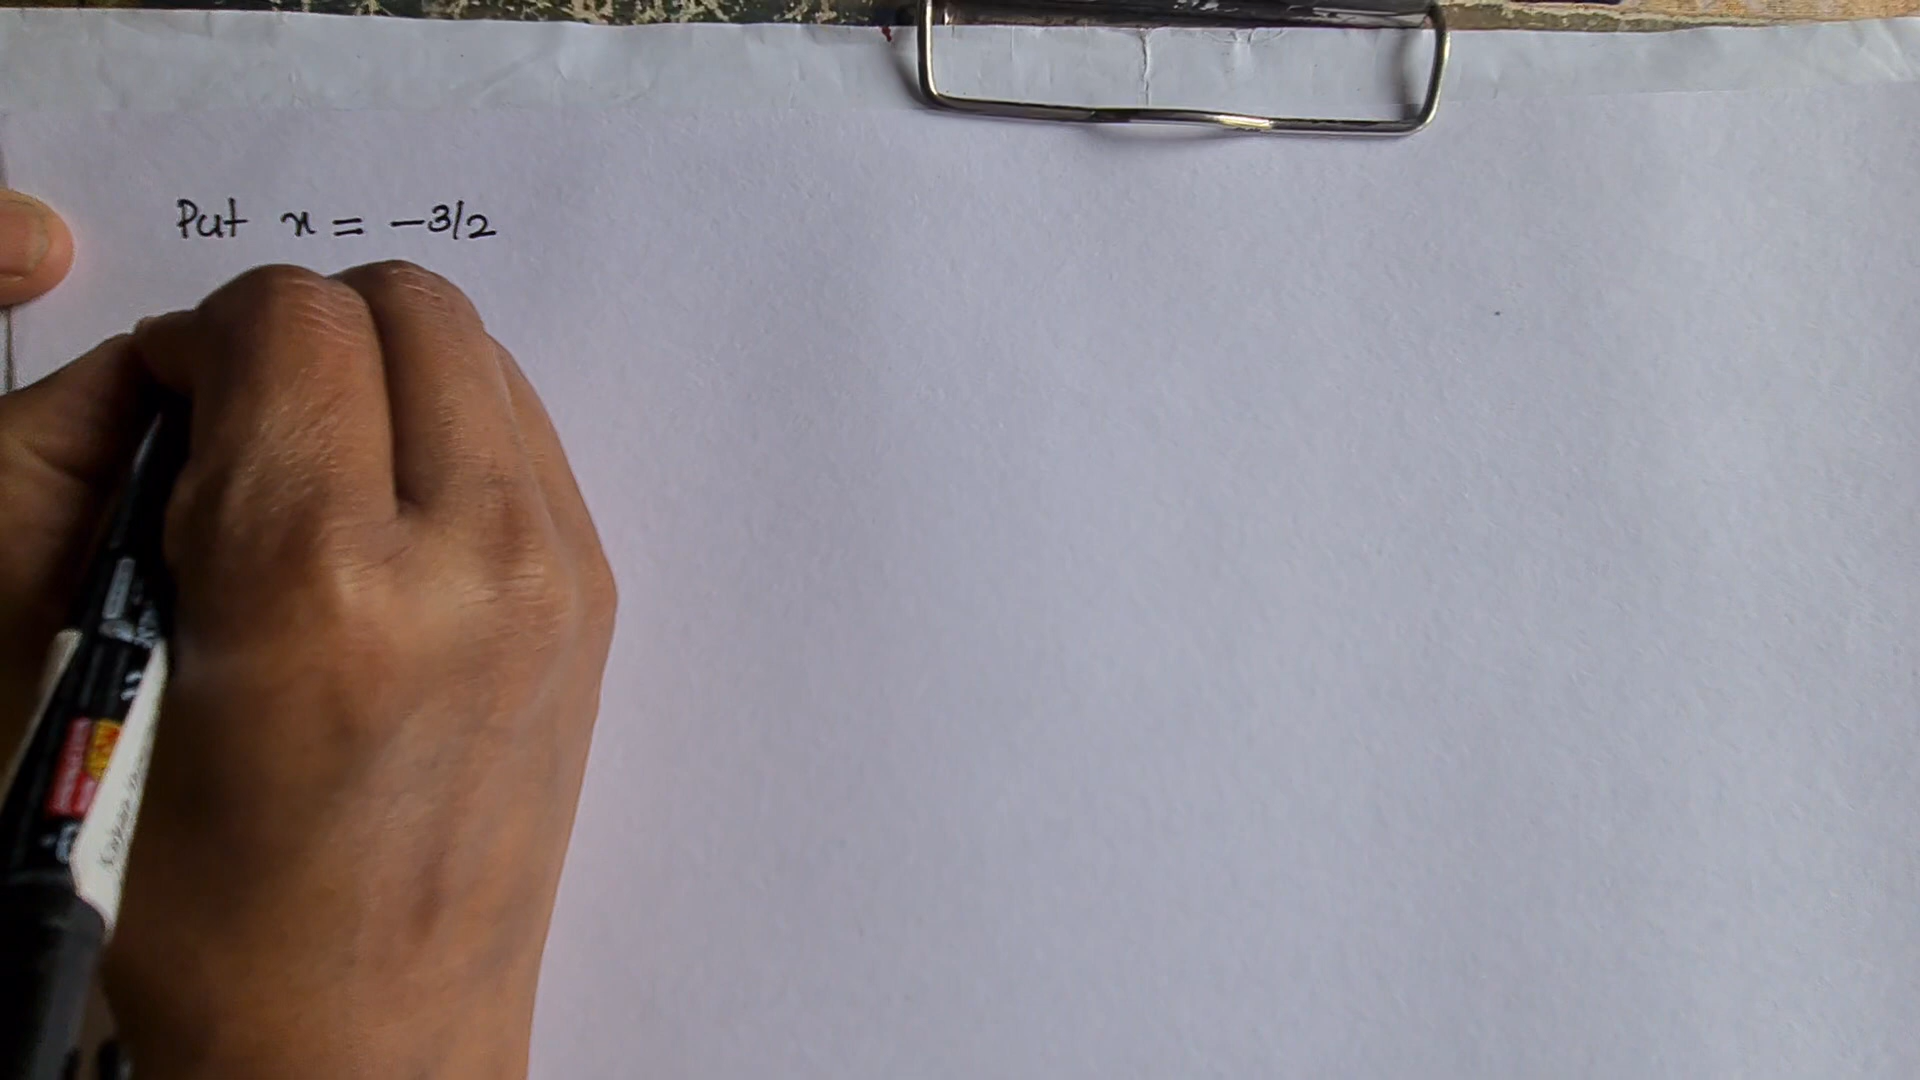 Put x = -3/2